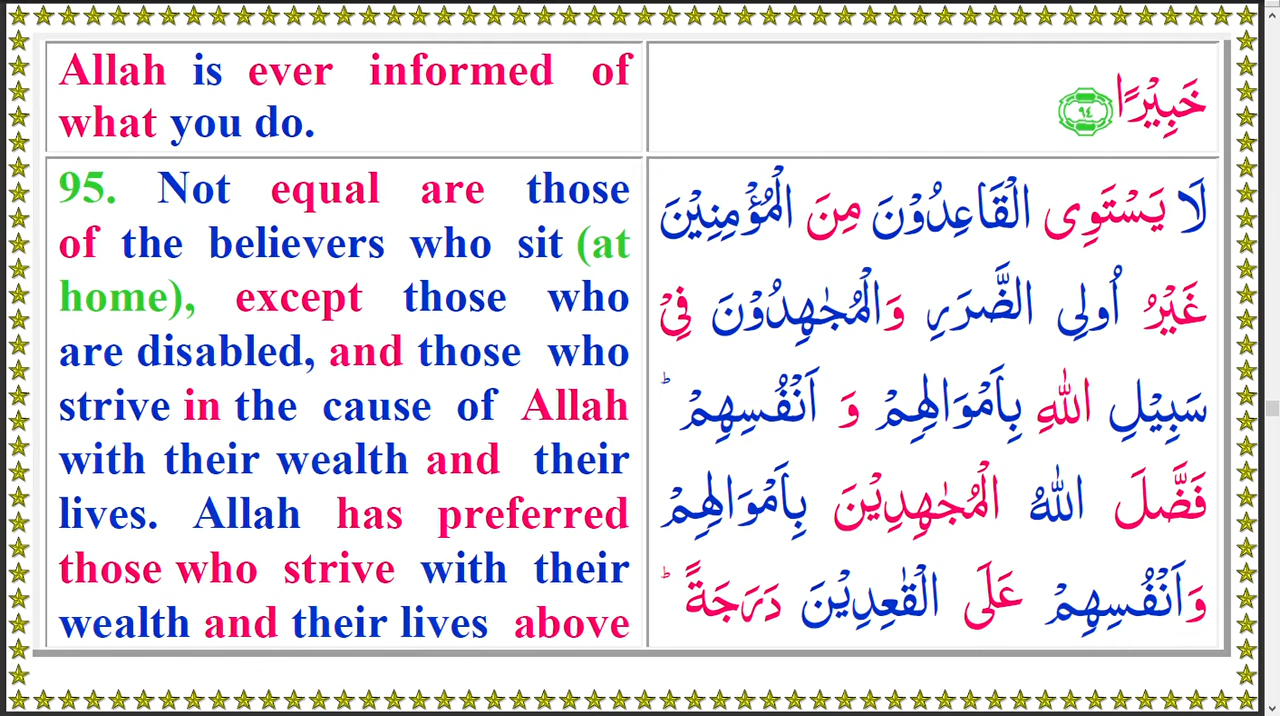 Allah is ever informed of
what you do.
خَبِيْرًا ٩٤
95. Not equal are those
of the believers who sit (at
home), except those who
are disabled, and those who
strive in the cause of Allah
with their wealth and their
lives. Allah has preferred
those who strive with their
wealth and their lives above
لَا يَسْتَوِى الْقَاعِدُوْنَ مِنَ الْمُؤْمِنِيْنَ
غَيْرُ اُولِى الضَّرَرِ وَالْمُجٰهِدُوْنَ فِىْ
سَبِيْلِ اللّٰهِ بِاَمْوَالِهِمْ وَ اَنْفُسِهِمْ ؕ
فَضَّلَ اللّٰهُ الْمُجٰهِدِيْنَ بِاَمْوَالِهِمْ
وَاَنْفُسِهِمْ عَلَى الْقٰعِدِيْنَ دَرَجَةً ؕ